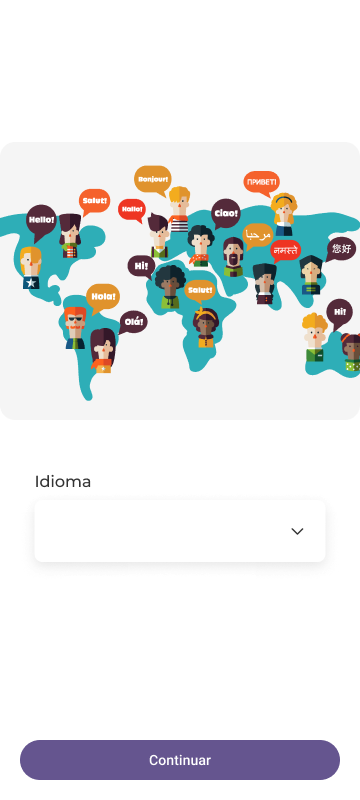 Bonjour!
ПРИВЕТ!
Salut!
Hallo!
Ciao!
Hello!
مرحبا
नमस्ते
您好
Hi!
Hola!
Salut!
Olá!
Hi!
Idioma
Continuar